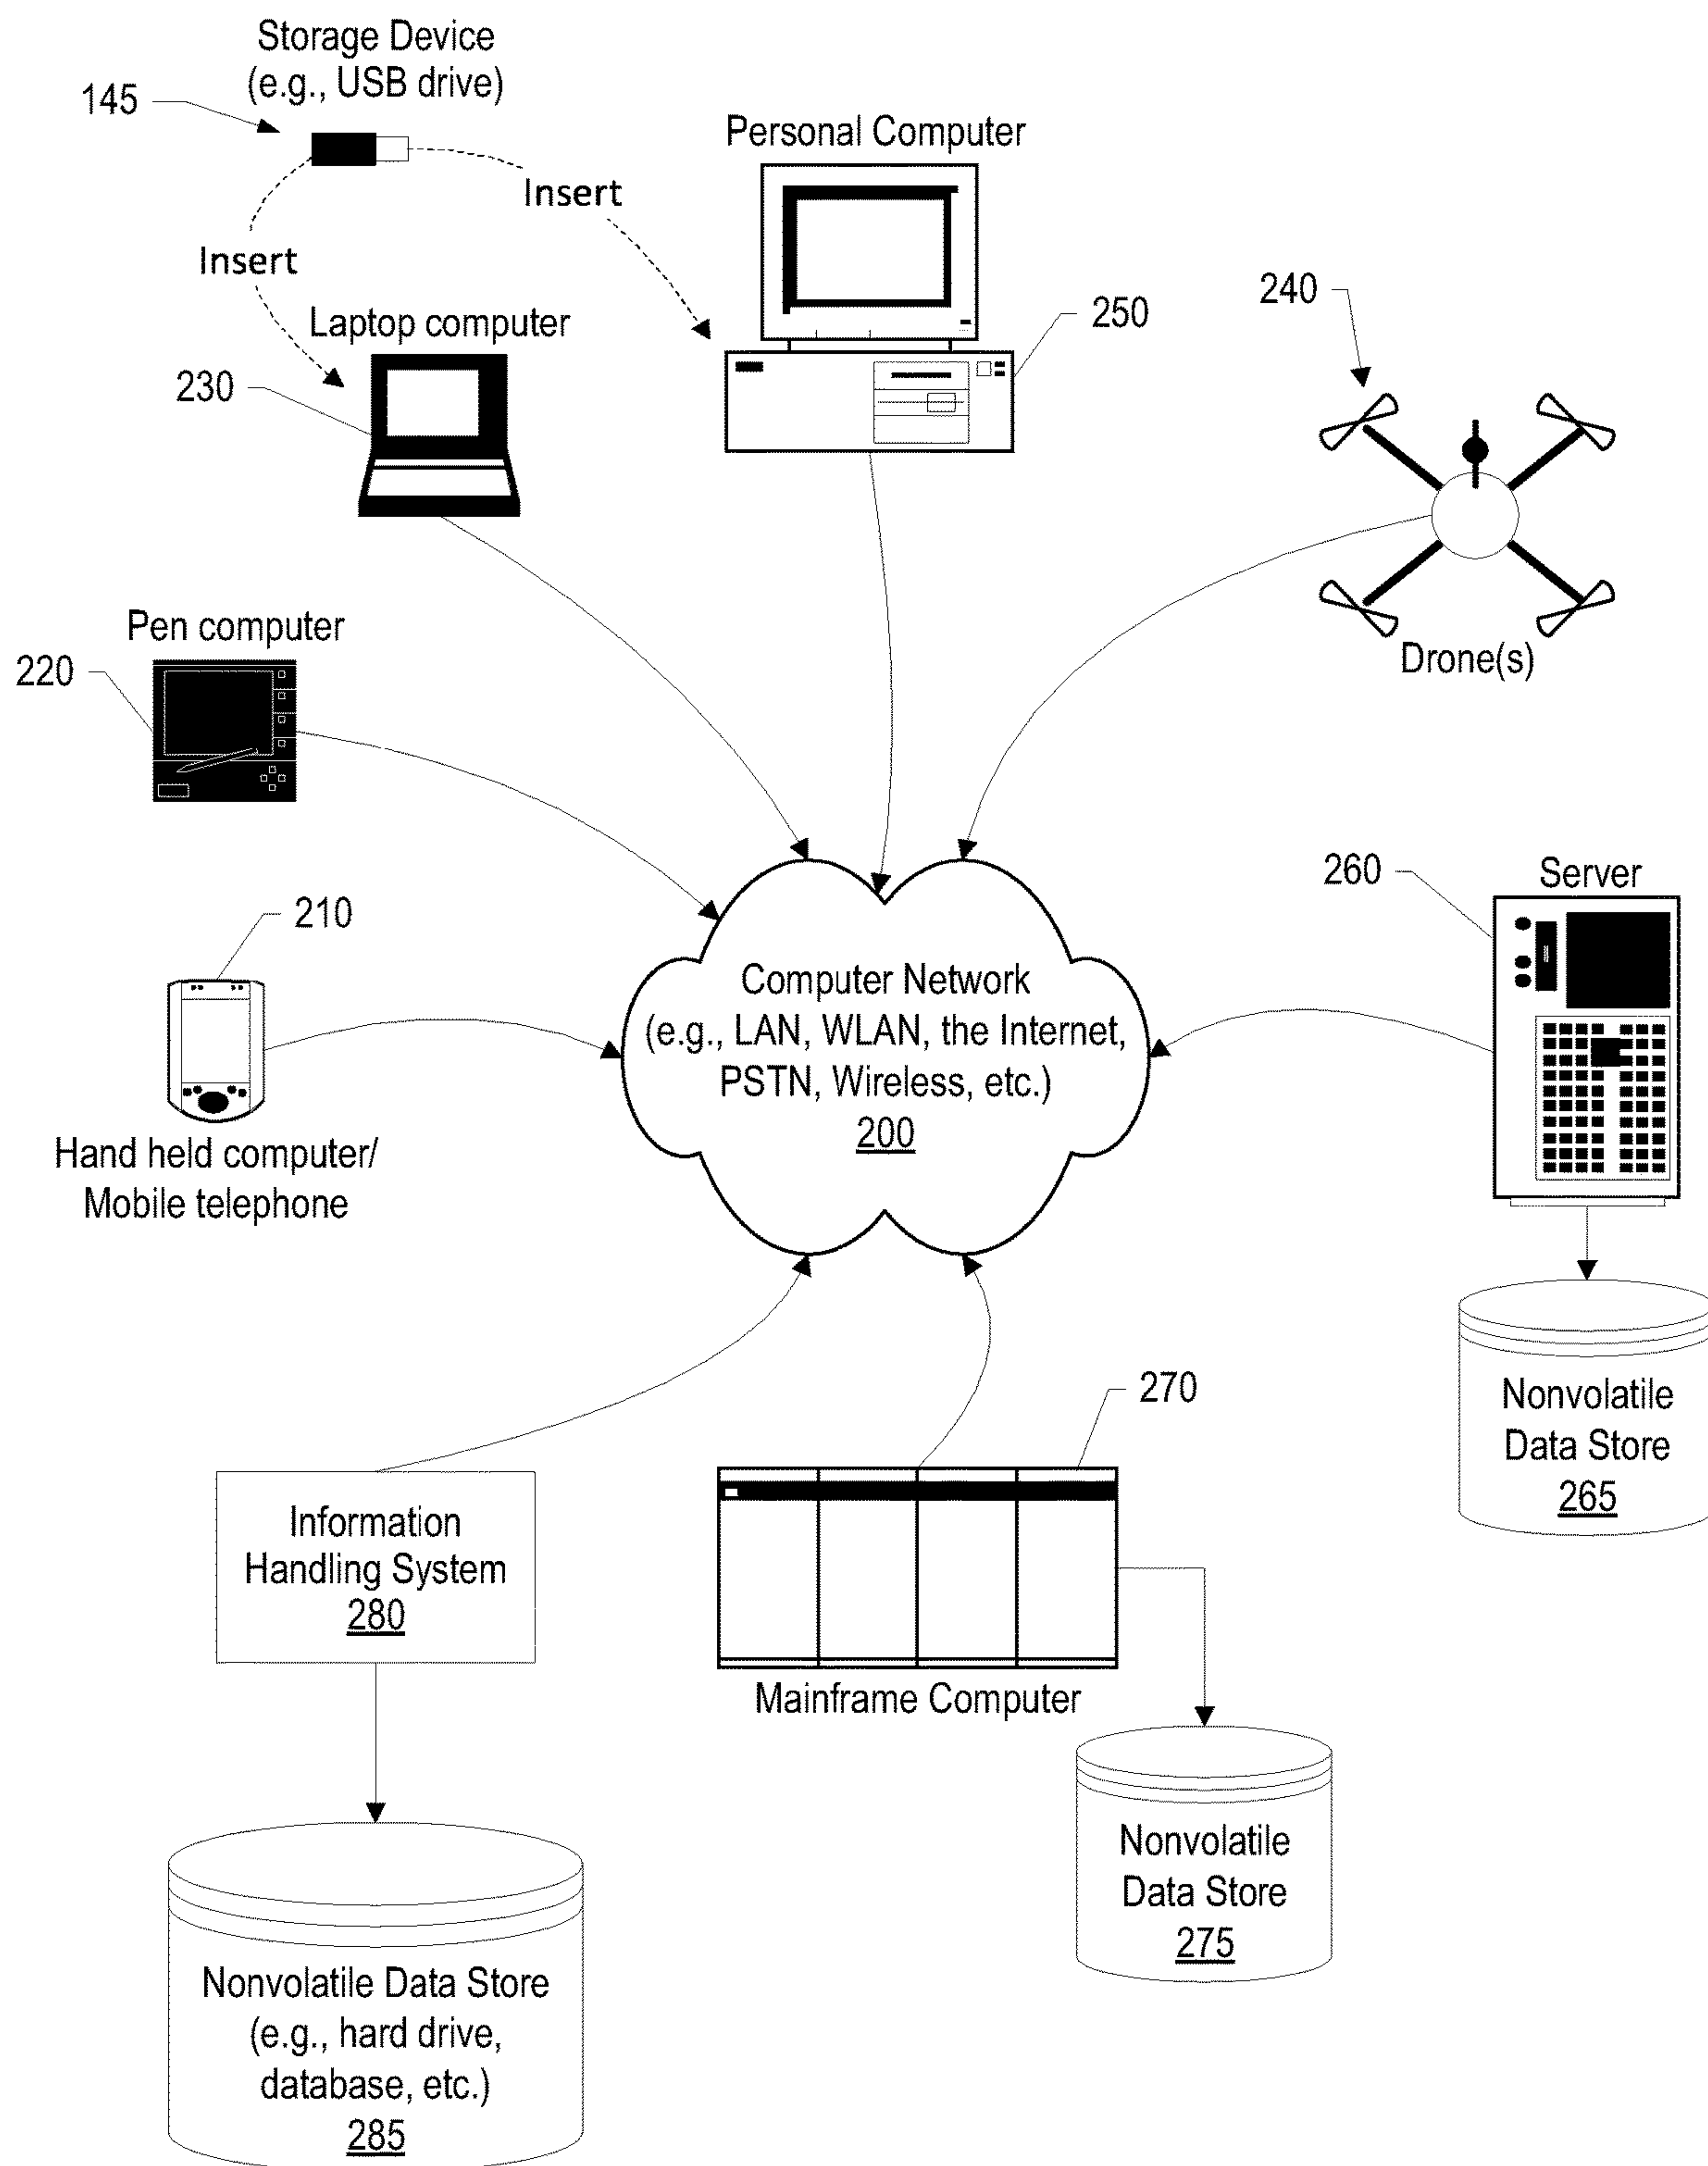 Storage Device
(e.g., USB drive)
145
Insert
Insert
Personal Computer
250
Laptop computer
230
240
Drone(s)
Pen computer
220
210
Hand held computer/
Mobile telephone
Computer Network
(e.g., LAN, WLAN, the Internet,
PSTN, Wireless, etc.)
200
260
Server
Nonvolatile
Data Store
265
270
Mainframe Computer
Information
Handling System
280
Nonvolatile
Data Store
275
Nonvolatile Data Store
(e.g., hard drive,
database, etc.)
285